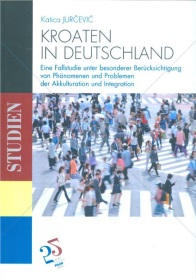 Katica JURČEVIĆ
KROATEN
IN DEUTSCHLAND
Eine Fallstudie unter besonderer Berücksichtigung
von Phänomenen und Problemen
der Akkulturation und Integration
STUDIEN
25